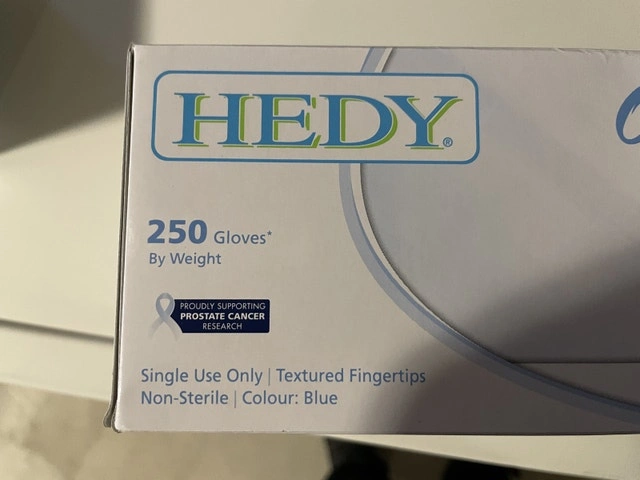 HEDY®
250 Gloves*
By Weight
PROUDLY SUPPORTING
PROSTATE CANCER
RESEARCH
Single Use Only | Textured Fingertips
Non-Sterile | Colour: Blue